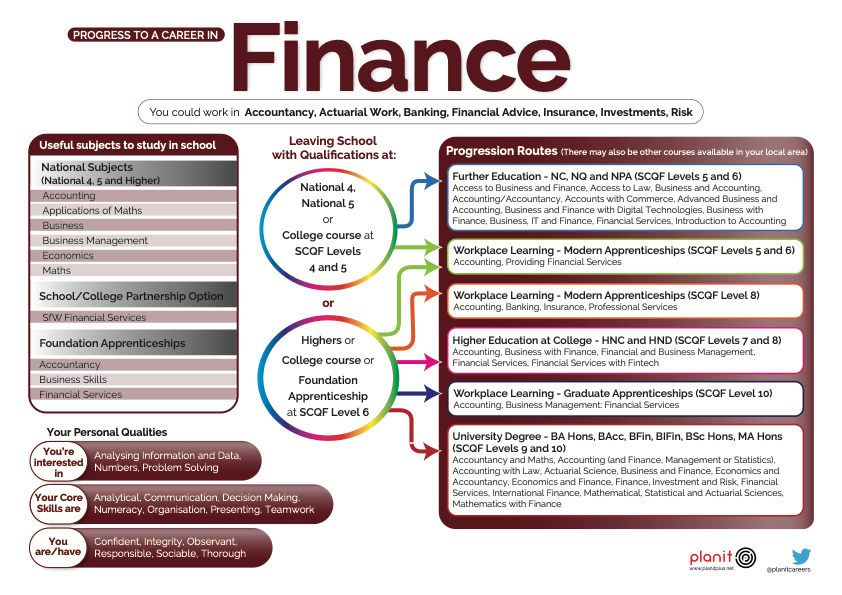 PROGRESS TO A CAREER IN
Finance
You could work in Accountancy, Actuarial Work, Banking, Financial Advice, Insurance, Investments, Risk
Useful subjects to study in school
National Subjects
(National 4, 5 and Higher)
Accounting
Applications of Maths
Business
Business Management
Economics
Maths
School/College Partnership Option
SfW Financial Services
Foundation Apprenticeships
Accountancy
Business Skills
Financial Services
Your Personal Qualities
You're
interested
in
Analysing Information and Data,
Numbers, Problem Solving
Your Core
Skills are
Analytical, Communication, Decision Making,
Numeracy, Organisation, Presenting, Teamwork
You
are/have
Confident, Integrity, Observant,
Responsible, Sociable, Thorough
Leaving School
with Qualifications at:
National 4,
National 5
or
College course at
SCQF Levels
4 and 5
or
Highers or
College course or
Foundation
Apprenticeship
at SCQF Level 6
Progression Routes (There may also be other courses available in your local area)
Further Education - NC, NQ and NPA (SCQF Levels 5 and 6)
Access to Business and Finance, Access to Law, Business and Accounting,
Accounting/Accountancy, Accounts with Commerce, Advanced Business and
Accounting, Business and Finance with Digital Technologies, Business with
Finance, Business, IT and Finance, Financial Services, Introduction to Accounting
Workplace Learning - Modern Apprenticeships (SCQF Levels 5 and 6)
Accounting, Providing Financial Services
Workplace Learning - Modern Apprenticeships (SCQF Level 8)
Accounting, Banking, Insurance, Professional Services
Higher Education at College - HNC and HND (SCQF Levels 7 and 8)
Accounting, Business with Finance, Financial and Business Management,
Financial Services, Financial Services with Fintech
Workplace Learning - Graduate Apprenticeships (SCQF Level 10)
Accounting, Business Management: Financial Services
University Degree - BA Hons, BAcc, BFin, BIFin, BSc Hons, MA Hons
(SCQF Levels 9 and 10)
Accountancy and Maths, Accounting (and Finance, Management or Statistics),
Accounting with Law, Actuarial Science, Business and Finance, Economics and
Accountancy, Economics and Finance, Finance, Investment and Risk, Financial
Services, International Finance, Mathematical, Statistical and Actuarial Sciences,
Mathematics with Finance
planit
www.planitplus.net
@planitcareers